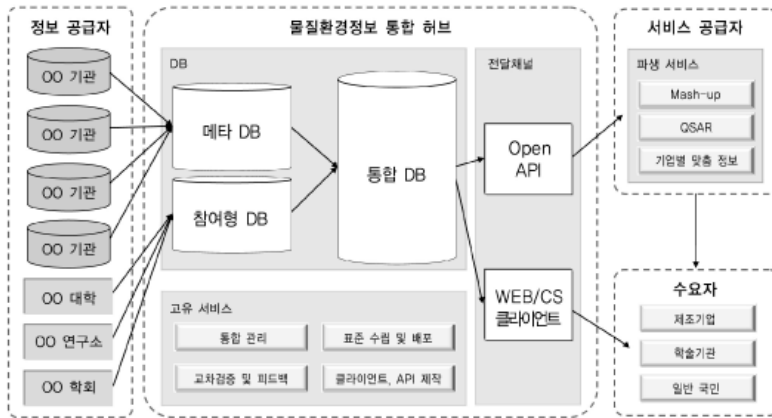 정보 공급자
OO 기관
OO 기관
OO 기관
OO 기관
OO 대학
OO 연구소
OO 학회
물질환경정보 통합 허브
DB
메타 DB
참여형 DB
통합 DB
고유 서비스
통합 관리
표준 수립 및 배포
교차검증 및 피드백
클라이언트, API 제작
전달채널
Open
API
WEB/CS
클라이언트
서비스 공급자
파생 서비스
Mash-up
QSAR
기업별 맞춤 정보
수요자
제조기업
학술기관
일반 국민